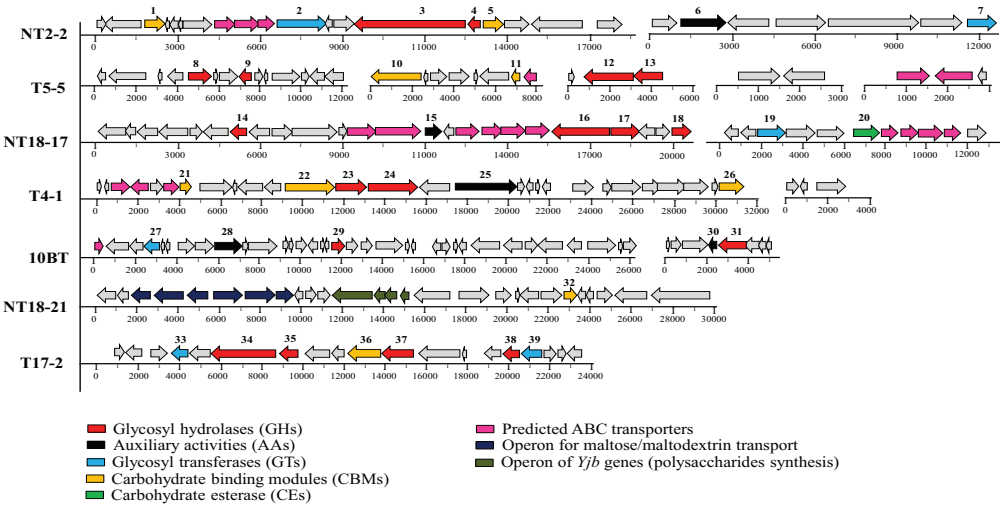 1 2 3 4 5 6 7
NT2-2
0 3000 6000 9000 11000 14000 17000 0 3000 6000 9000 12000
8 9 10 11 12 13
T5-5
0 2000 4000 6000 8000 10000 12000 0 2000 4000 6000 8000 0 2000 4000 6000 0 1000 2000 3000 0 1000 2000 3000
14 15 16 17 18 19 20
NT18-17
0 3000 6000 9000 11000 14000 17000 20000 0 2000 4000 6000 8000 10000 12000
21 22 23 24 25 26
T4-1
0 2000 4000 6000 8000 10000 12000 14000 16000 18000 20000 22000 24000 26000 28000 30000 32000 0 2000 4000
27 28 29 30 31
10BT
0 2000 4000 6000 8000 10000 12000 14000 16000 18000 20000 22000 24000 26200 0 2000 4000
32
NT18-21
0 2000 4000 6000 8000 10000 12000 14000 16000 18000 20000 22000 24000 26000 28000 30000
33 34 35 36 37 38 39
T17-2
0 2000 4000 6000 8000 10000 12000 14000 16000 18000 20000 22000 24000
Glycosyl hydrolases (GHs)
Auxiliary activities (AAs)
Glycosyl transferases (GTs)
Carbohydrate binding modules (CBMs)
Carbohydrate esterase (CEs)
Predicted ABC transporters
Operon for maltose/maltodextrin transport
Operon of Yjb genes (polysaccharides synthesis)